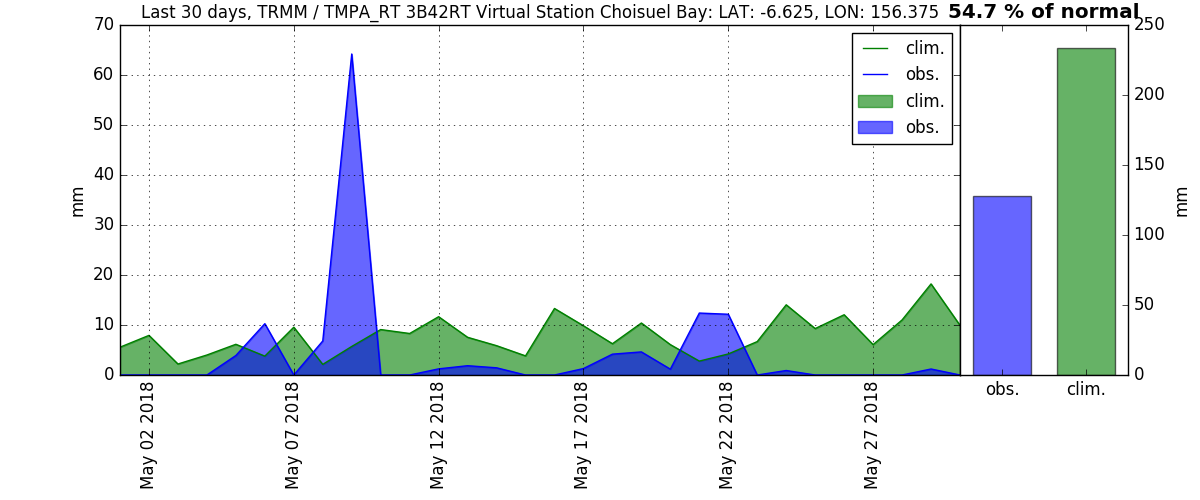 Last 30 days, TRMM / TMPA_RT 3B42RT Virtual Station Choisuel Bay: LAT: -6.625, LON: 156.375 54.7 % of normal
70
60
50
40
30
20
10
0
mm
clim.
obs.
clim.
obs.
250
200
150
100
50
0
mm
May 02 2018
May 07 2018
May 12 2018
May 17 2018
May 22 2018
May 27 2018
obs. clim.